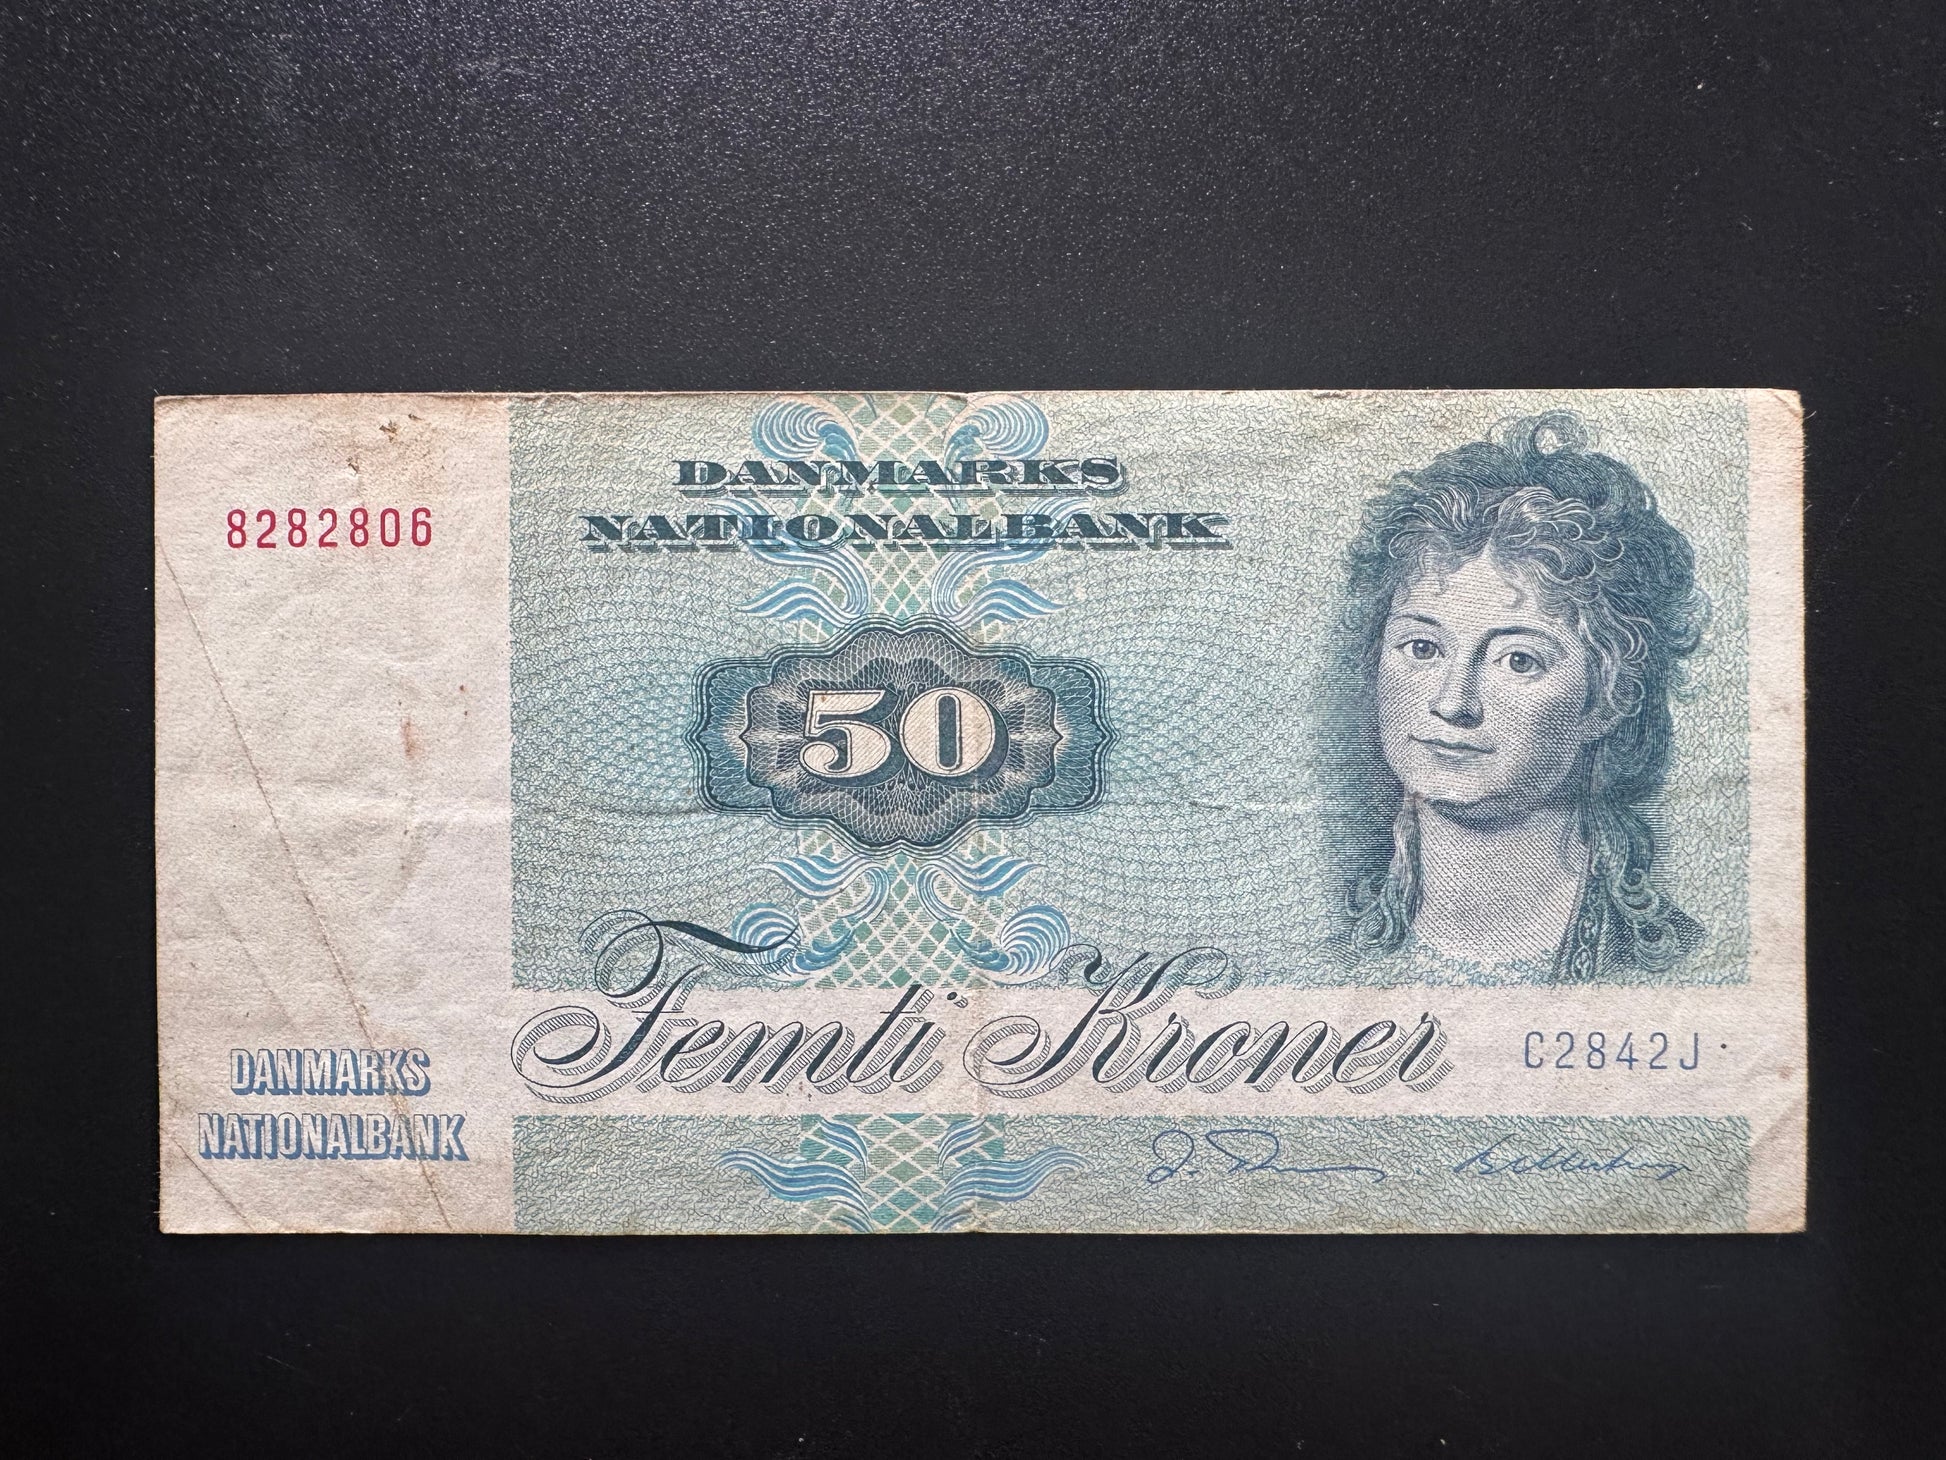 DANMARKS
NATIONALBANK
8282806
50
Femti Kroner
C2842J
DANMARKS
NATIONALBANK